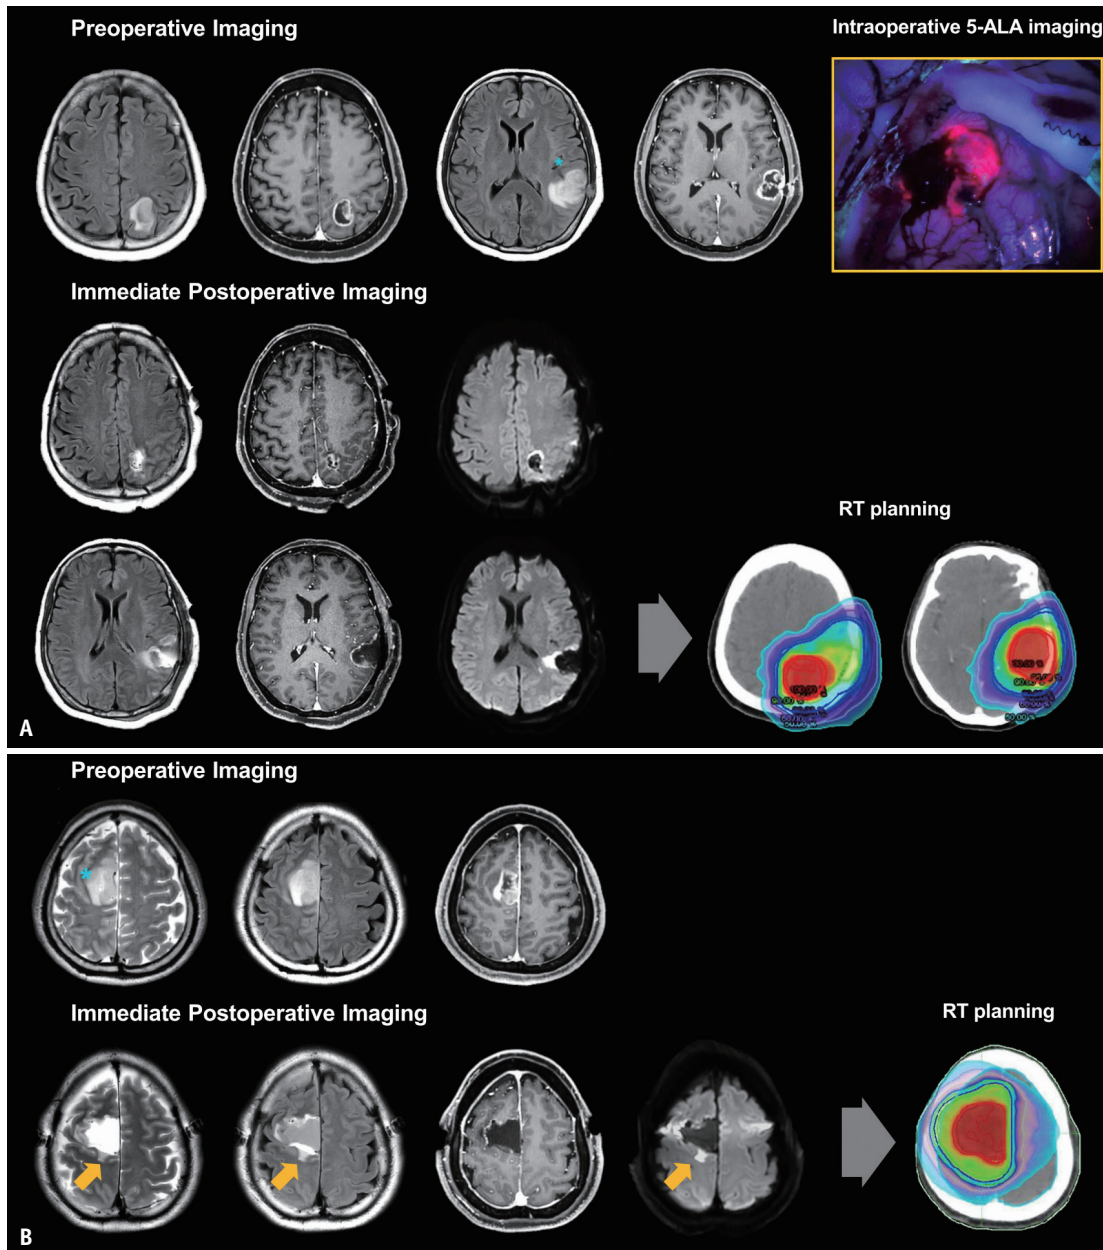 Preoperative Imaging
Intraoperative 5-ALA imaging
*
Immediate Postoperative Imaging
RT planning
A
Preoperative Imaging
*
Immediate Postoperative Imaging
RT planning
B